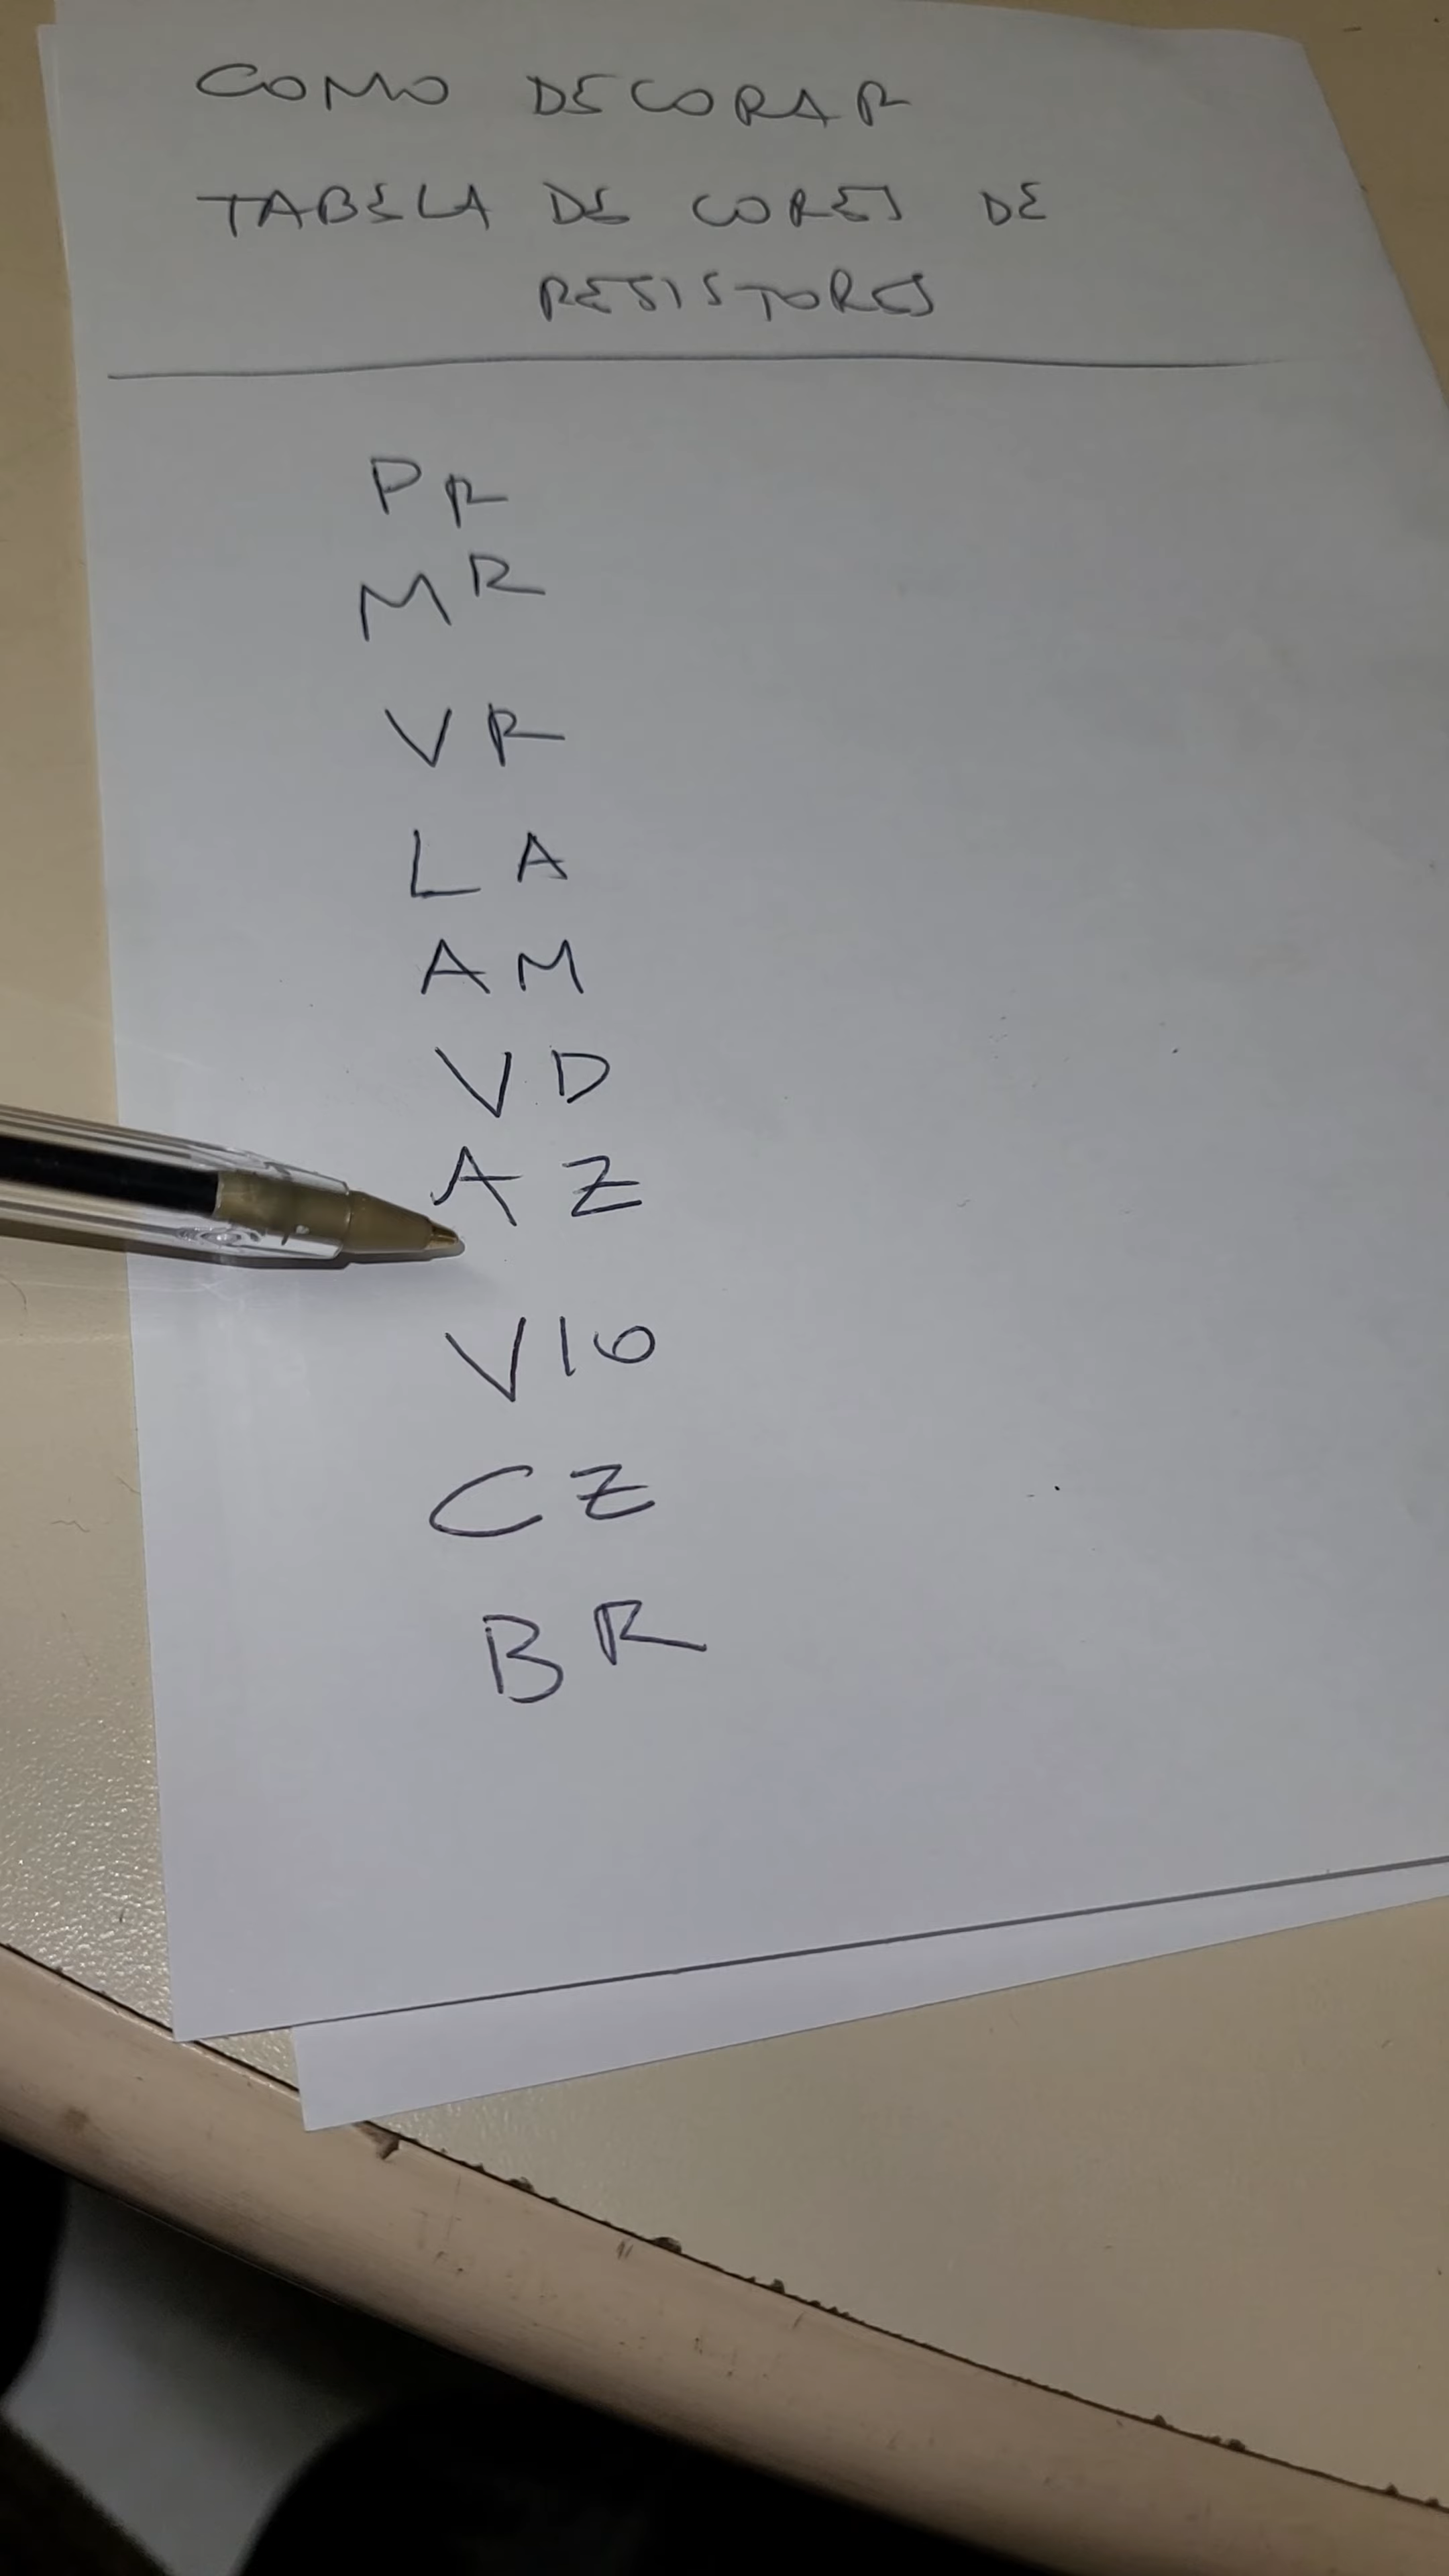 COMO DECORAR
TABELA DE CORES DE
RESISTORES
PR
MR
VR
LA
AM
VD
AZ
VIO
CZ
BR